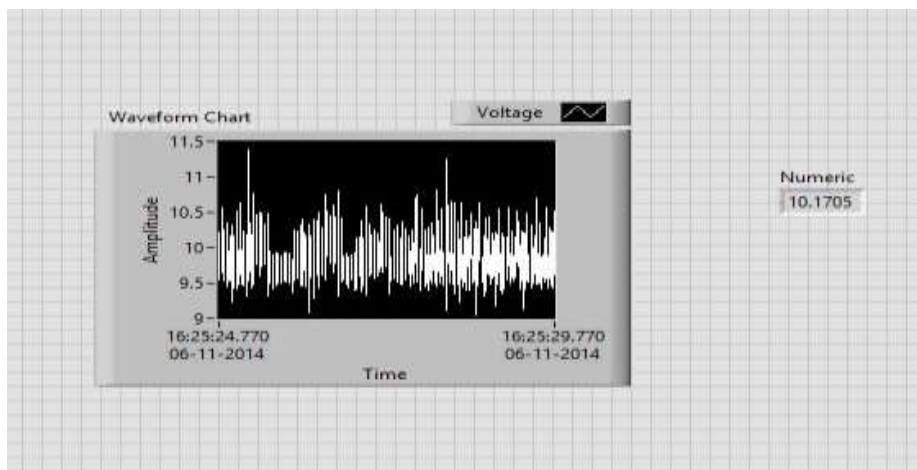 Waveform Chart
Voltage
11.5
11
10.5
10
9.5
9
Amplitude
16:25:24.770
06-11-2014
16:25:29.770
06-11-2014
Time
Numeric
10.1705